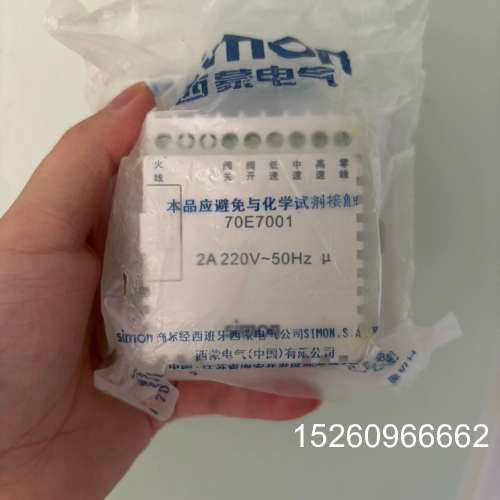 simon
西蒙电气
火线 阀关 阀开 低速 中速 高速 零线
本品应避免与化学试剂接触
70E7001
2A 220V~50Hz μ
simon
simon 商标经西班牙西蒙电气公司SIMON.S.A.
西蒙电气(中国)有限公司
15260966662